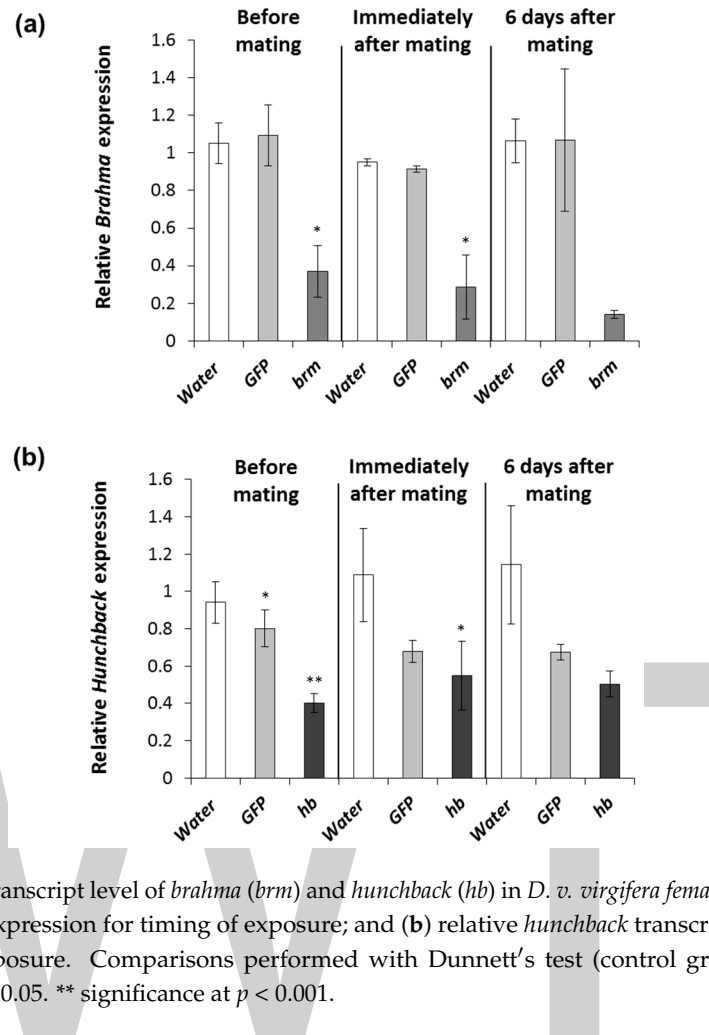 (a)
Before mating
Immediately after mating
6 days after mating
Relative Brahma expression
1.6
1.4
1.2
1
0.8
0.6
0.4
0.2
0
*
*
Water GFP brm Water GFP brm Water GFP brm
(b)
Before mating
Immediately after mating
6 days after mating
Relative Hunchback expression
1.6
1.4
1.2
1
0.8
0.6
0.4
0.2
0
*
**
*
Water GFP hb Water GFP hb Water GFP hb
ranscript level of brahma (brm) and hunchback (hb) in D. v. virgifera fema
xpression for timing of exposure; and (b) relative hunchback transcr
posure. Comparisons performed with Dunnett′s test (control gr
0.05. ** significance at p < 0.001.